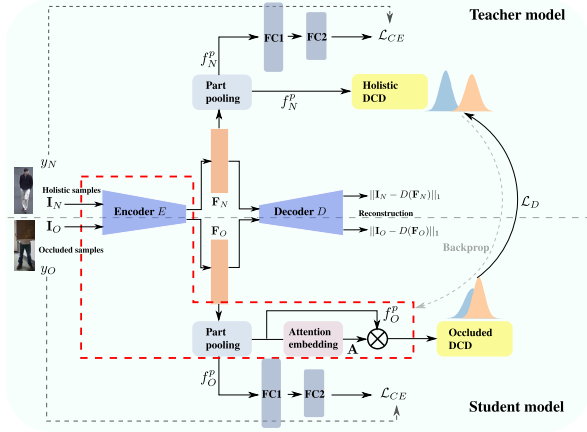 Teacher model
FC1
FC2
$\mathcal{L}_{CE}$
$f_N^p$
Part
pooling
$f_N^p$
Holistic
DCD
$y_N$
Holistic samples
$\mathbf{I}_N$
$\mathbf{F}_N$
$||\mathbf{I}_N - D(\mathbf{F}_N)||_1$
Encoder $E$
Decoder $D$
Reconstruction
$\mathcal{L}_D$
$\mathbf{I}_O$
$\mathbf{F}_O$
$||\mathbf{I}_O - D(\mathbf{F}_O)||_1$
Occluded samples
Backprop
$y_O$
$f_O^p$
Part
pooling
Attention
embedding
$\mathbf{A}$
Occluded
DCD
$f_O^p$
FC1
FC2
$\mathcal{L}_{CE}$
Student model